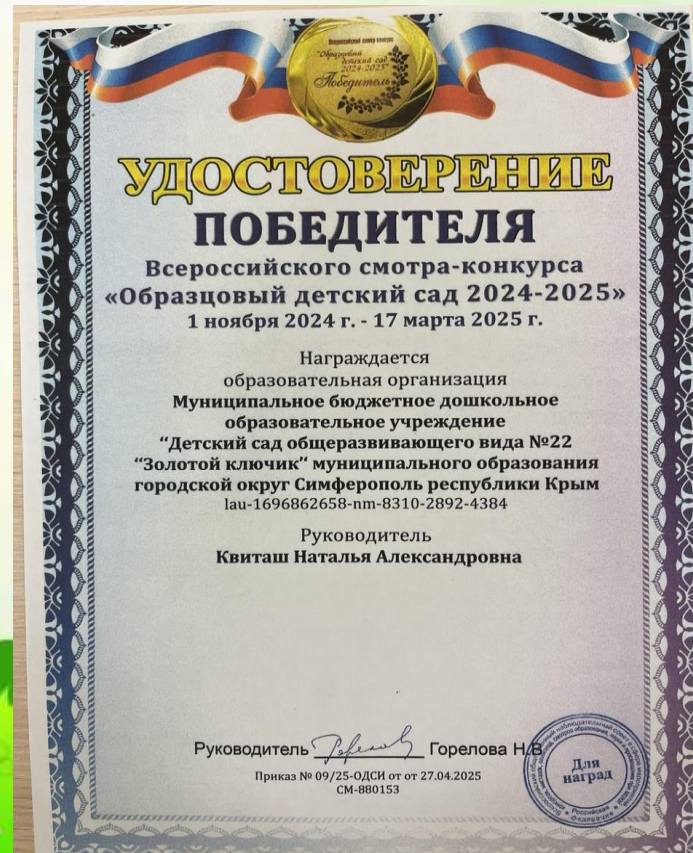 Всероссийский смотр-конкурс
"Образцовый
детский сад
2024-2025"
Победитель
УДОСТОВЕРЕНИЕ
ПОБЕДИТЕЛЯ
Всероссийского смотра-конкурса
«Образцовый детский сад 2024-2025»
1 ноября 2024 г. - 17 марта 2025 г.
Награждается
образовательная организация
Муниципальное бюджетное дошкольное
образовательное учреждение
“Детский сад общеразвивающего вида №22
“Золотой ключик“ муниципального образования
городской округ Симферополь республики Крым
lau-1696862658-nm-8310-2892-4384
Руководитель
Квиташ Наталья Александровна
Руководитель Горелова Н.В
Приказ № 09/25-ОДСИ от от 27.04.2025
СМ-880153
Для
наград